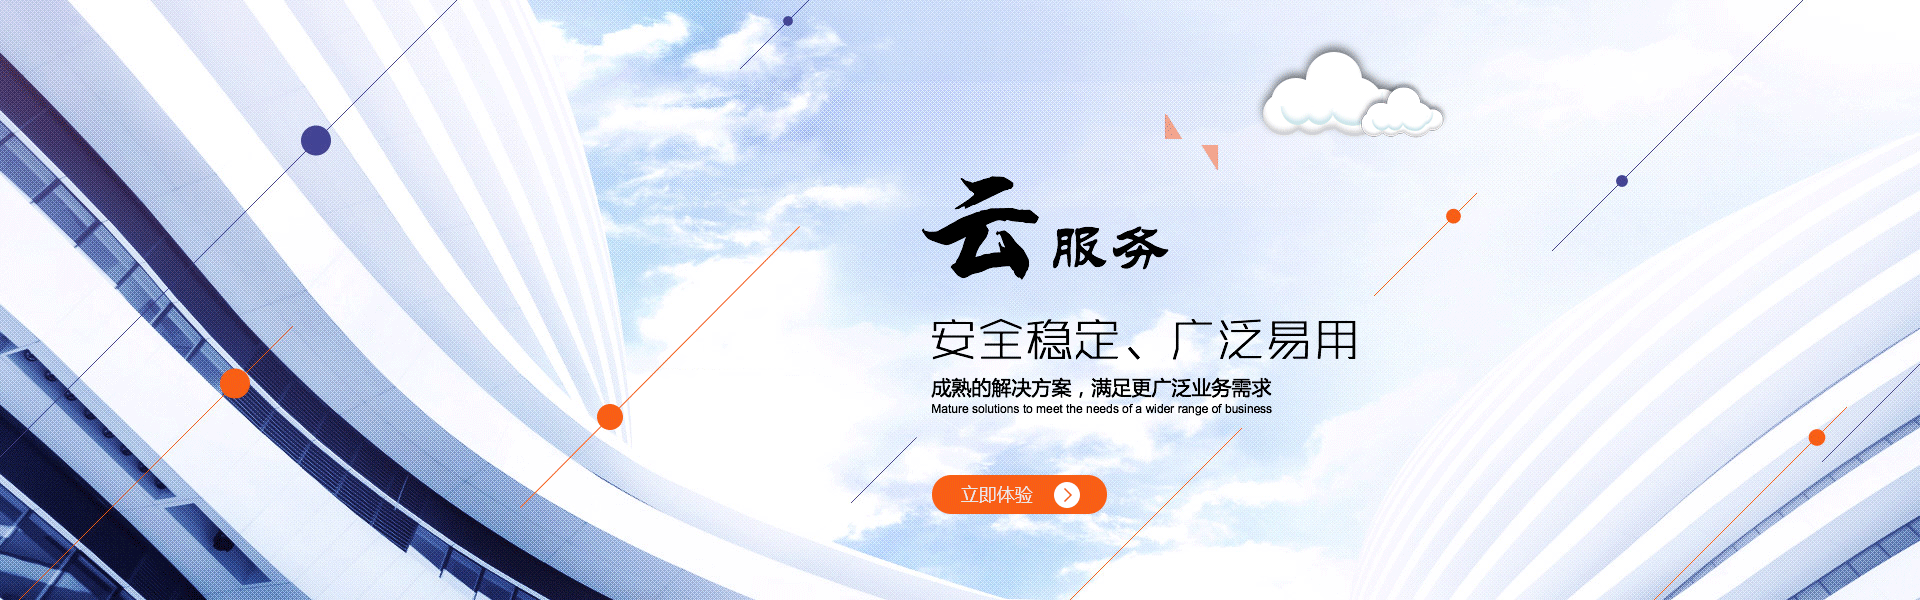 云服务
安全稳定、广泛易用
成熟的解决方案，满足更广泛业务需求
Mature solutions to meet the needs of a wider range of business
立即体验